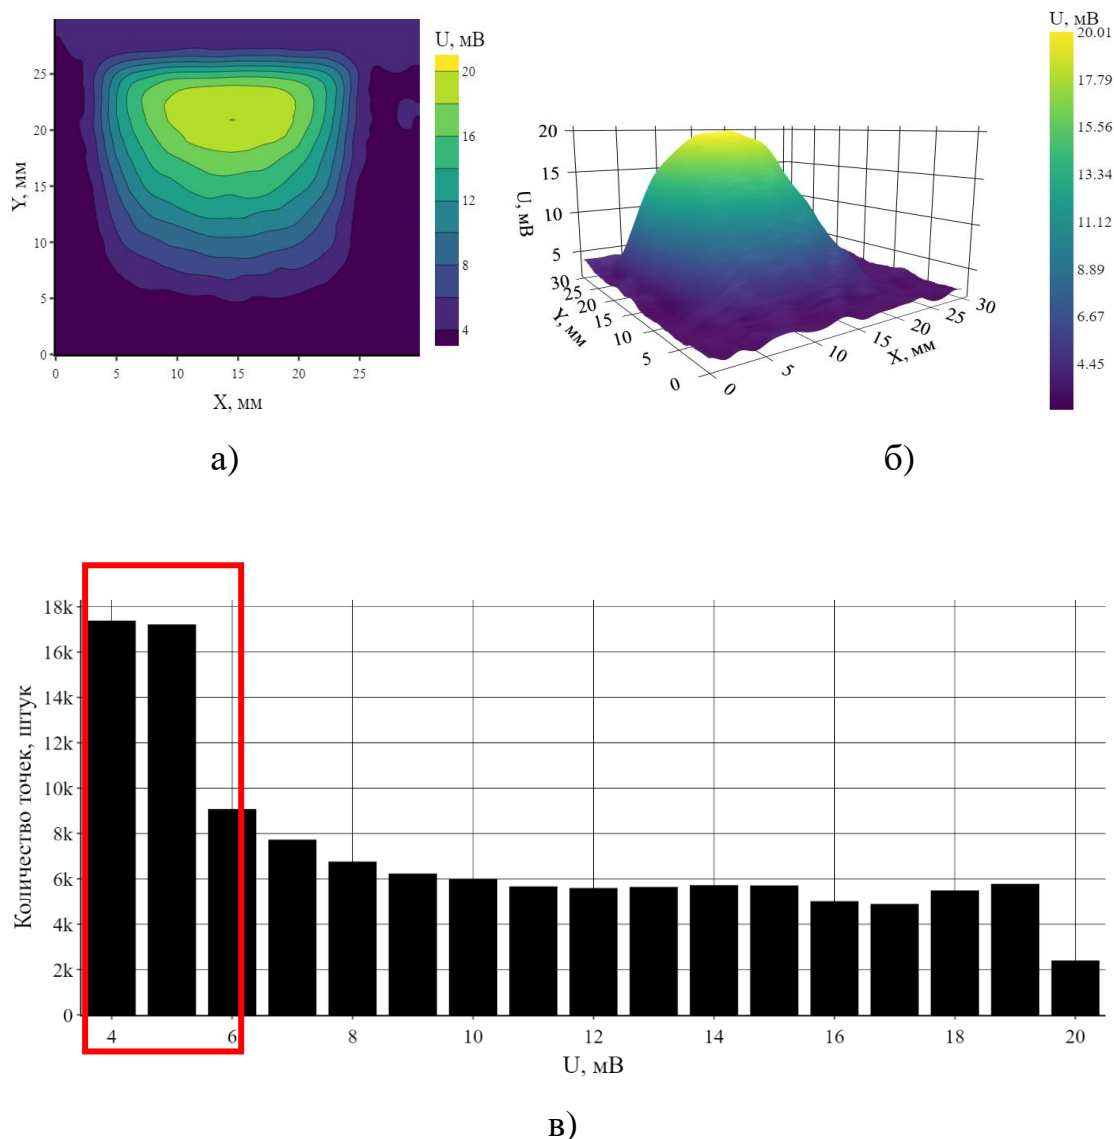 U, мВ
25
20
15
10
5
0
Y, мм
0
5
10
15
20
25
X, мм
20
16
12
8
4
а)
U, мВ
20.01
17.79
15.56
13.34
11.12
8.89
6.67
4.45
20
15
10
5
U, мВ
30
25
20
15
10
5
0
Y, мм
0
5
10
15
20
25
30
X, мм
б)
18k
16k
14k
12k
10k
8k
6k
4k
2k
0
Количество точек, штук
4 6 8 10 12 14 16 18 20
U, мВ
в)